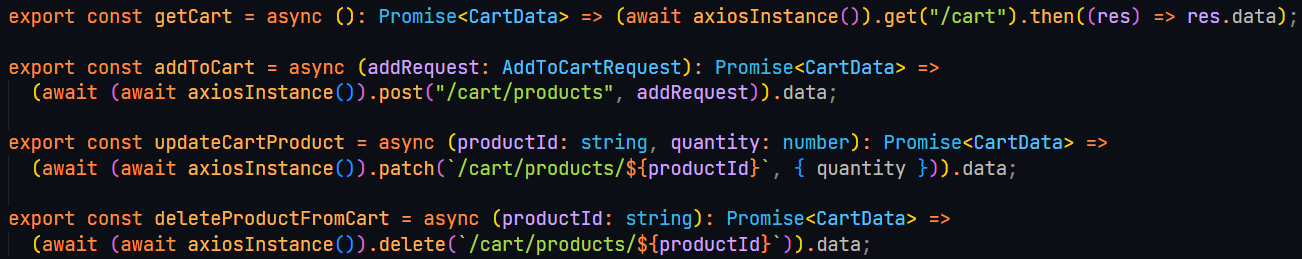 export const getCart = async (): Promise<CartData> => (await axiosInstance()).get("/cart").then((res) => res.data);
export const addToCart = async (addRequest: AddToCartRequest): Promise<CartData> =>
(await (await axiosInstance()).post("/cart/products", addRequest)).data;
export const updateCartProduct = async (productId: string, quantity: number): Promise<CartData> =>
(await (await axiosInstance()).patch(`/cart/products/${productId}`, { quantity })).data;
export const deleteProductFromCart = async (productId: string): Promise<CartData> =>
(await (await axiosInstance()).delete(`/cart/products/${productId}`)).data;